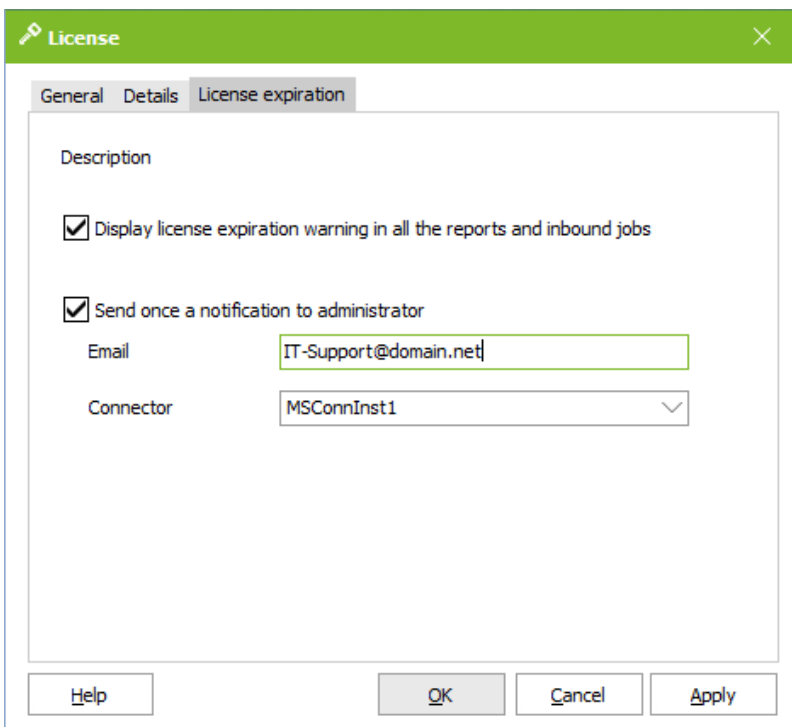 License
General Details License expiration
Description
Display license expiration warning in all the reports and inbound jobs
Send once a notification to administrator
Email IT-Support@domain.net
Connector MSConnInst1
Help OK Cancel Apply